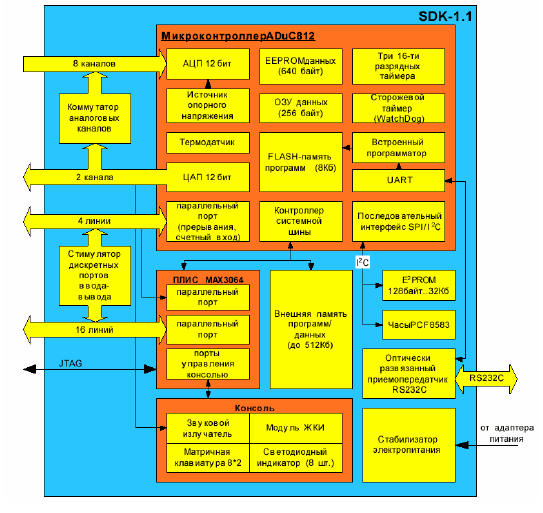 SDK-1.1
МикроконтроллерADuC812
8 каналов
АЦП 12 бит
EEPROMданных
(640 байт)
Три 16-ти
разрядных
таймера
Коммутатор
аналоговых
каналов
Источник
опорного
напряжения
ОЗУ данных
(256 байт)
Сторожевой
таймер
(WatchDog)
Термодатчик
FLASH-память
программ (8Кб)
Встроенный
программатор
2 канала
ЦАП 12 бит
UART
4 линии
параллельный
порт
(прерывания,
счетный вход)
Контроллер
системной
шины
Последовательный
интерфейс SPI/I²C
Стимулятор
дискретных
портов
ввода-
вывода
I²C
ПЛИС MAX3064
параллельный
порт
E²PROM
128байт...32Кб
16 линий
параллельный
порт
Внешняя память
программ/
данных
(до 512Кб)
ЧасыPCF8583
JTAG
порты
управления
консолью
Оптически
развязанный
приемопередатчик
RS232C
RS232C
Консоль
Звуковой
излучатель
Модуль ЖКИ
Матричная
клавиатура 8*2
Светодиодный
индикатор (8 шт.)
Стабилизатор
электропитания
от адаптера
питания